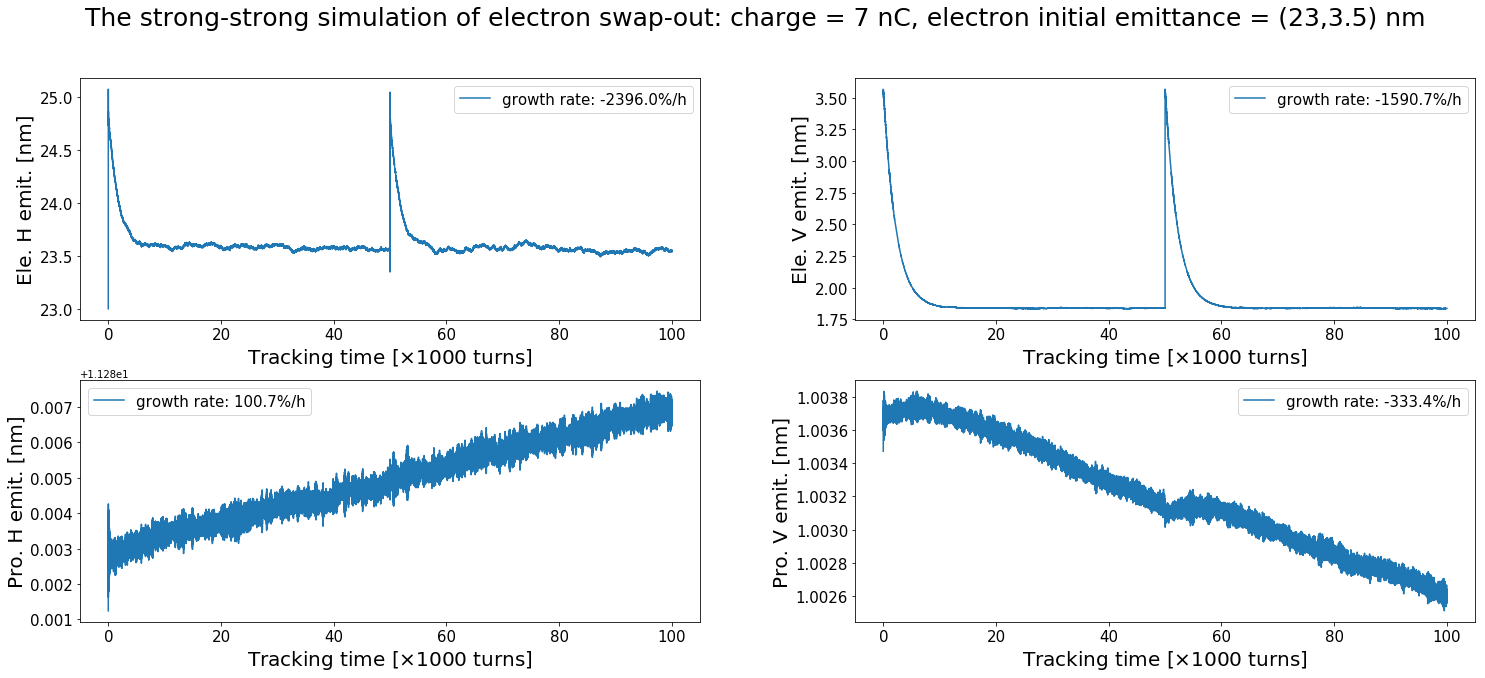 The strong-strong simulation of electron swap-out: charge = 7 nC, electron initial emittance = (23,3.5) nm
growth rate: -2396.0%/h
Ele. H emit. [nm]
25.0
24.5
24.0
23.5
23.0
0 20 40 60 80 100
Tracking time [×1000 turns]
growth rate: -1590.7%/h
Ele. V emit. [nm]
3.50
3.25
3.00
2.75
2.50
2.25
2.00
1.75
0 20 40 60 80 100
Tracking time [×1000 turns]
+1.128e1
growth rate: 100.7%/h
Pro. H emit. [nm]
0.007
0.006
0.005
0.004
0.003
0.002
0.001
0 20 40 60 80 100
Tracking time [×1000 turns]
growth rate: -333.4%/h
Pro. V emit. [nm]
1.0038
1.0036
1.0034
1.0032
1.0030
1.0028
1.0026
0 20 40 60 80 100
Tracking time [×1000 turns]